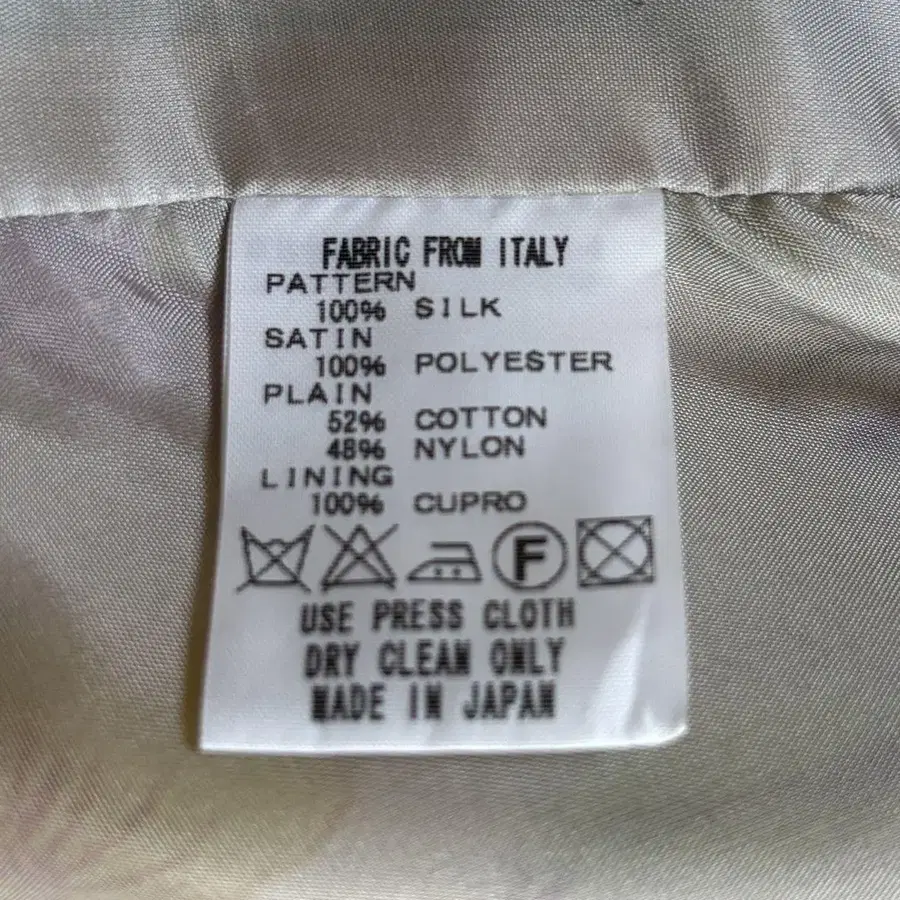 FABRIC FROM ITALY
PATTERN
100% SILK
SATIN
100% POLYESTER
PLAIN
52% COTTON
48% NYLON
LINING
100% CUPRO
F
USE PRESS CLOTH
DRY CLEAN ONLY
MADE IN JAPAN